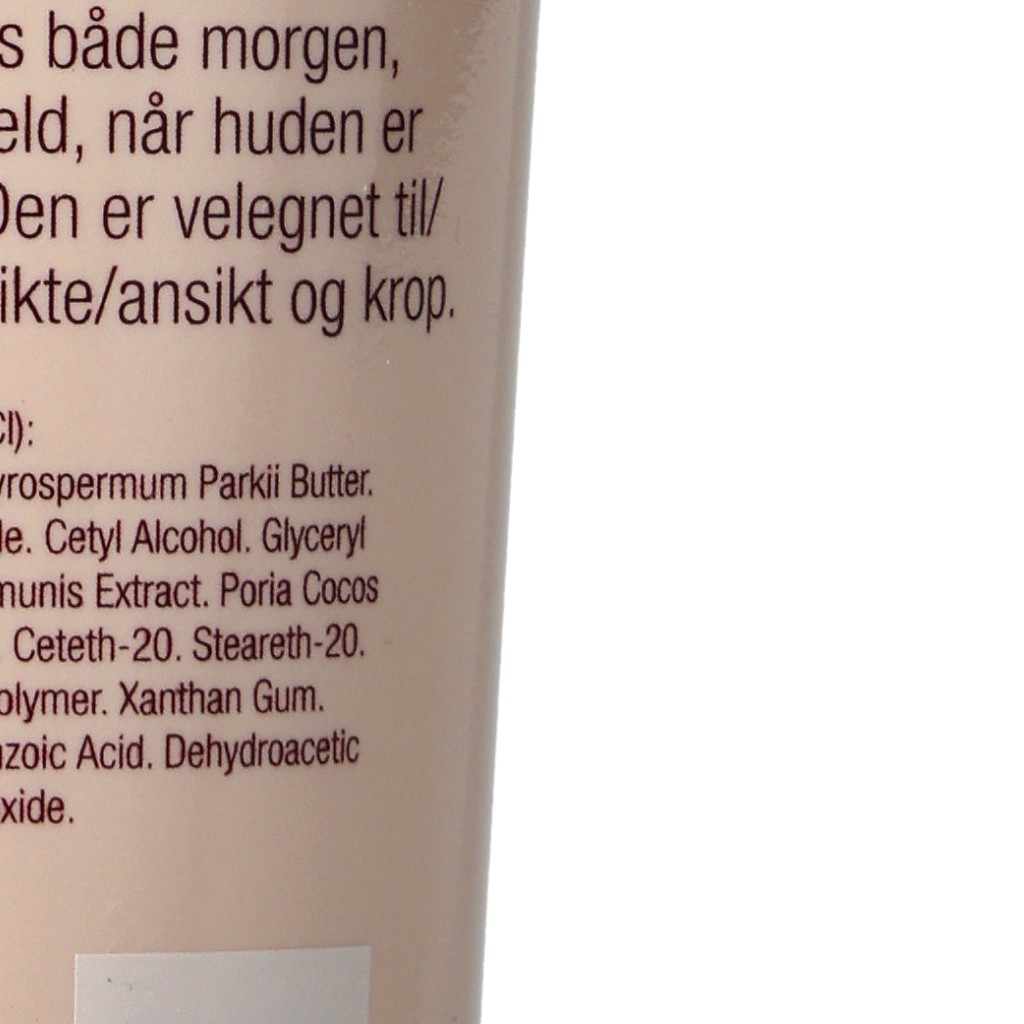 s både morgen,
eld, når huden er
Den er velegnet til/
ikte/ansikt og krop.
CI):
yrospermum Parkii Butter.
le. Cetyl Alcohol. Glyceryl
munis Extract. Poria Cocos
. Ceteth-20. Steareth-20.
olymer. Xanthan Gum.
nzoic Acid. Dehydroacetic
xide.